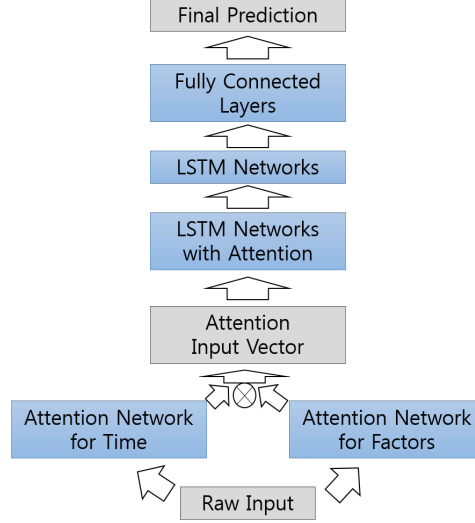 Final Prediction
Fully Connected
Layers
LSTM Networks
LSTM Networks
with Attention
Attention
Input Vector
Attention Network
for Time
Attention Network
for Factors
Raw Input